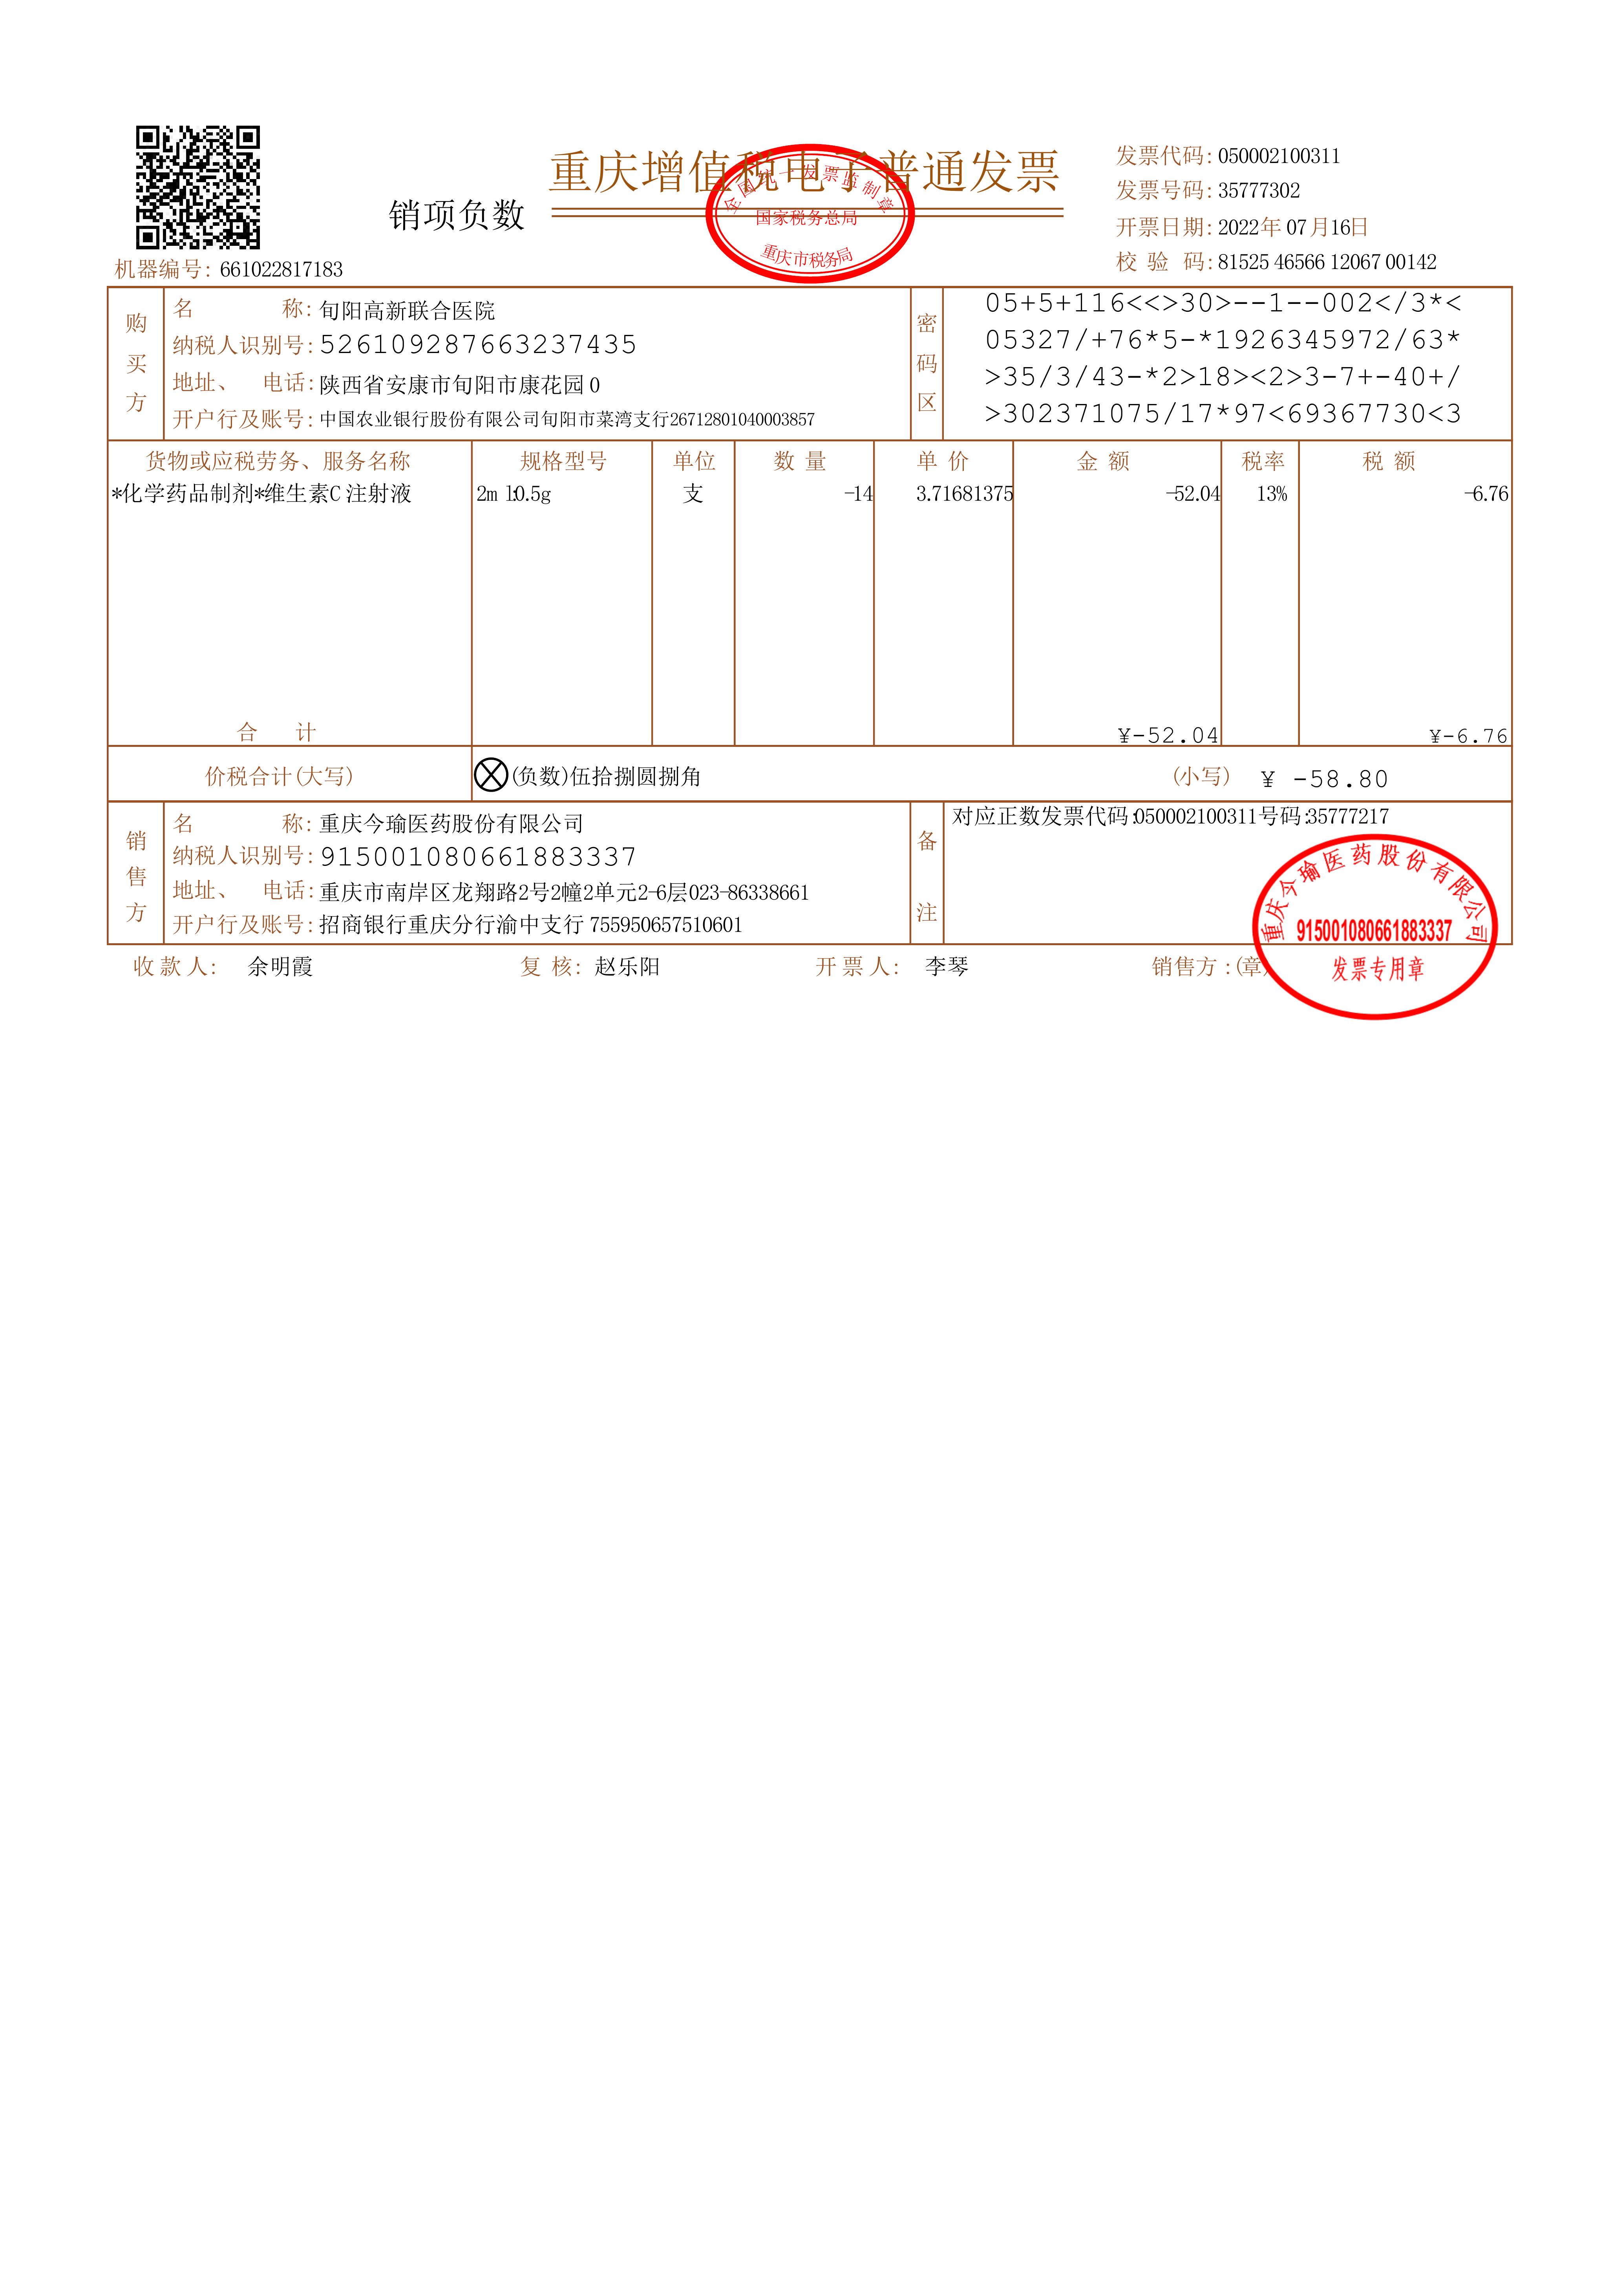 重庆增值税电子普通发票
全国统一发票监制章
国家税务总局
重庆市税务局
销项负数
发票代码:050002100311
发票号码:35777302
开票日期:2022年07月16日
校验码:81525 46566 12067 00142
机器编号:661022817183
购买方
名称:旬阳高新联合医院
纳税人识别号:526109287663237435
地址、电话:陕西省安康市旬阳市康花园0
开户行及账号:中国农业银行股份有限公司旬阳市菜湾支行26712801040003857
密码区
05+5+116<<>30>--1--002</3*<
05327/+76*5-*1926345972/63*
>35/3/43-*2>18><2>3-7+-40+/
>302371075/17*97<69367730<3
货物或应税劳务、服务名称 规格型号 单位 数量 单价 金额 税率 税额
*化学药品制剂*维生素C注射液 2ml:0.5g 支 -14 3.71681375 -52.04 13% -6.76
合计 ¥-52.04 ¥-6.76
价税合计(大写) (负数)伍拾捌圆捌角 (小写) ¥ -58.80
销售方
名称:重庆今瑜医药股份有限公司
纳税人识别号:915001080661883337
地址、电话:重庆市南岸区龙翔路2号2幢2单元2-6层023-86338661
开户行及账号:招商银行重庆分行渝中支行755950657510601
备注
对应正数发票代码:050002100311号码:35777217
收款人: 余明霞 复核: 赵乐阳 开票人: 李琴 销售方:(章)
重庆今瑜医药股份有限公司
915001080661883337
发票专用章